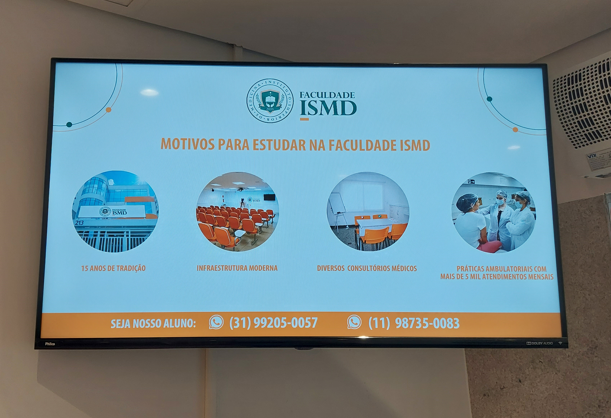 FACULDADE
ISMD
MOTIVOS PARA ESTUDAR NA FACULDADE ISMD
ISMD
15 ANOS DE TRADIÇÃO
INFRAESTRUTURA MODERNA
DIVERSOS CONSULTÓRIOS MÉDICOS
PRÁTICAS AMBULATORIAIS COM
MAIS DE 5 MIL ATENDIMENTOS MENSAIS
SEJA NOSSO ALUNO: (31) 99205-0057 (11) 98735-0083
Philco